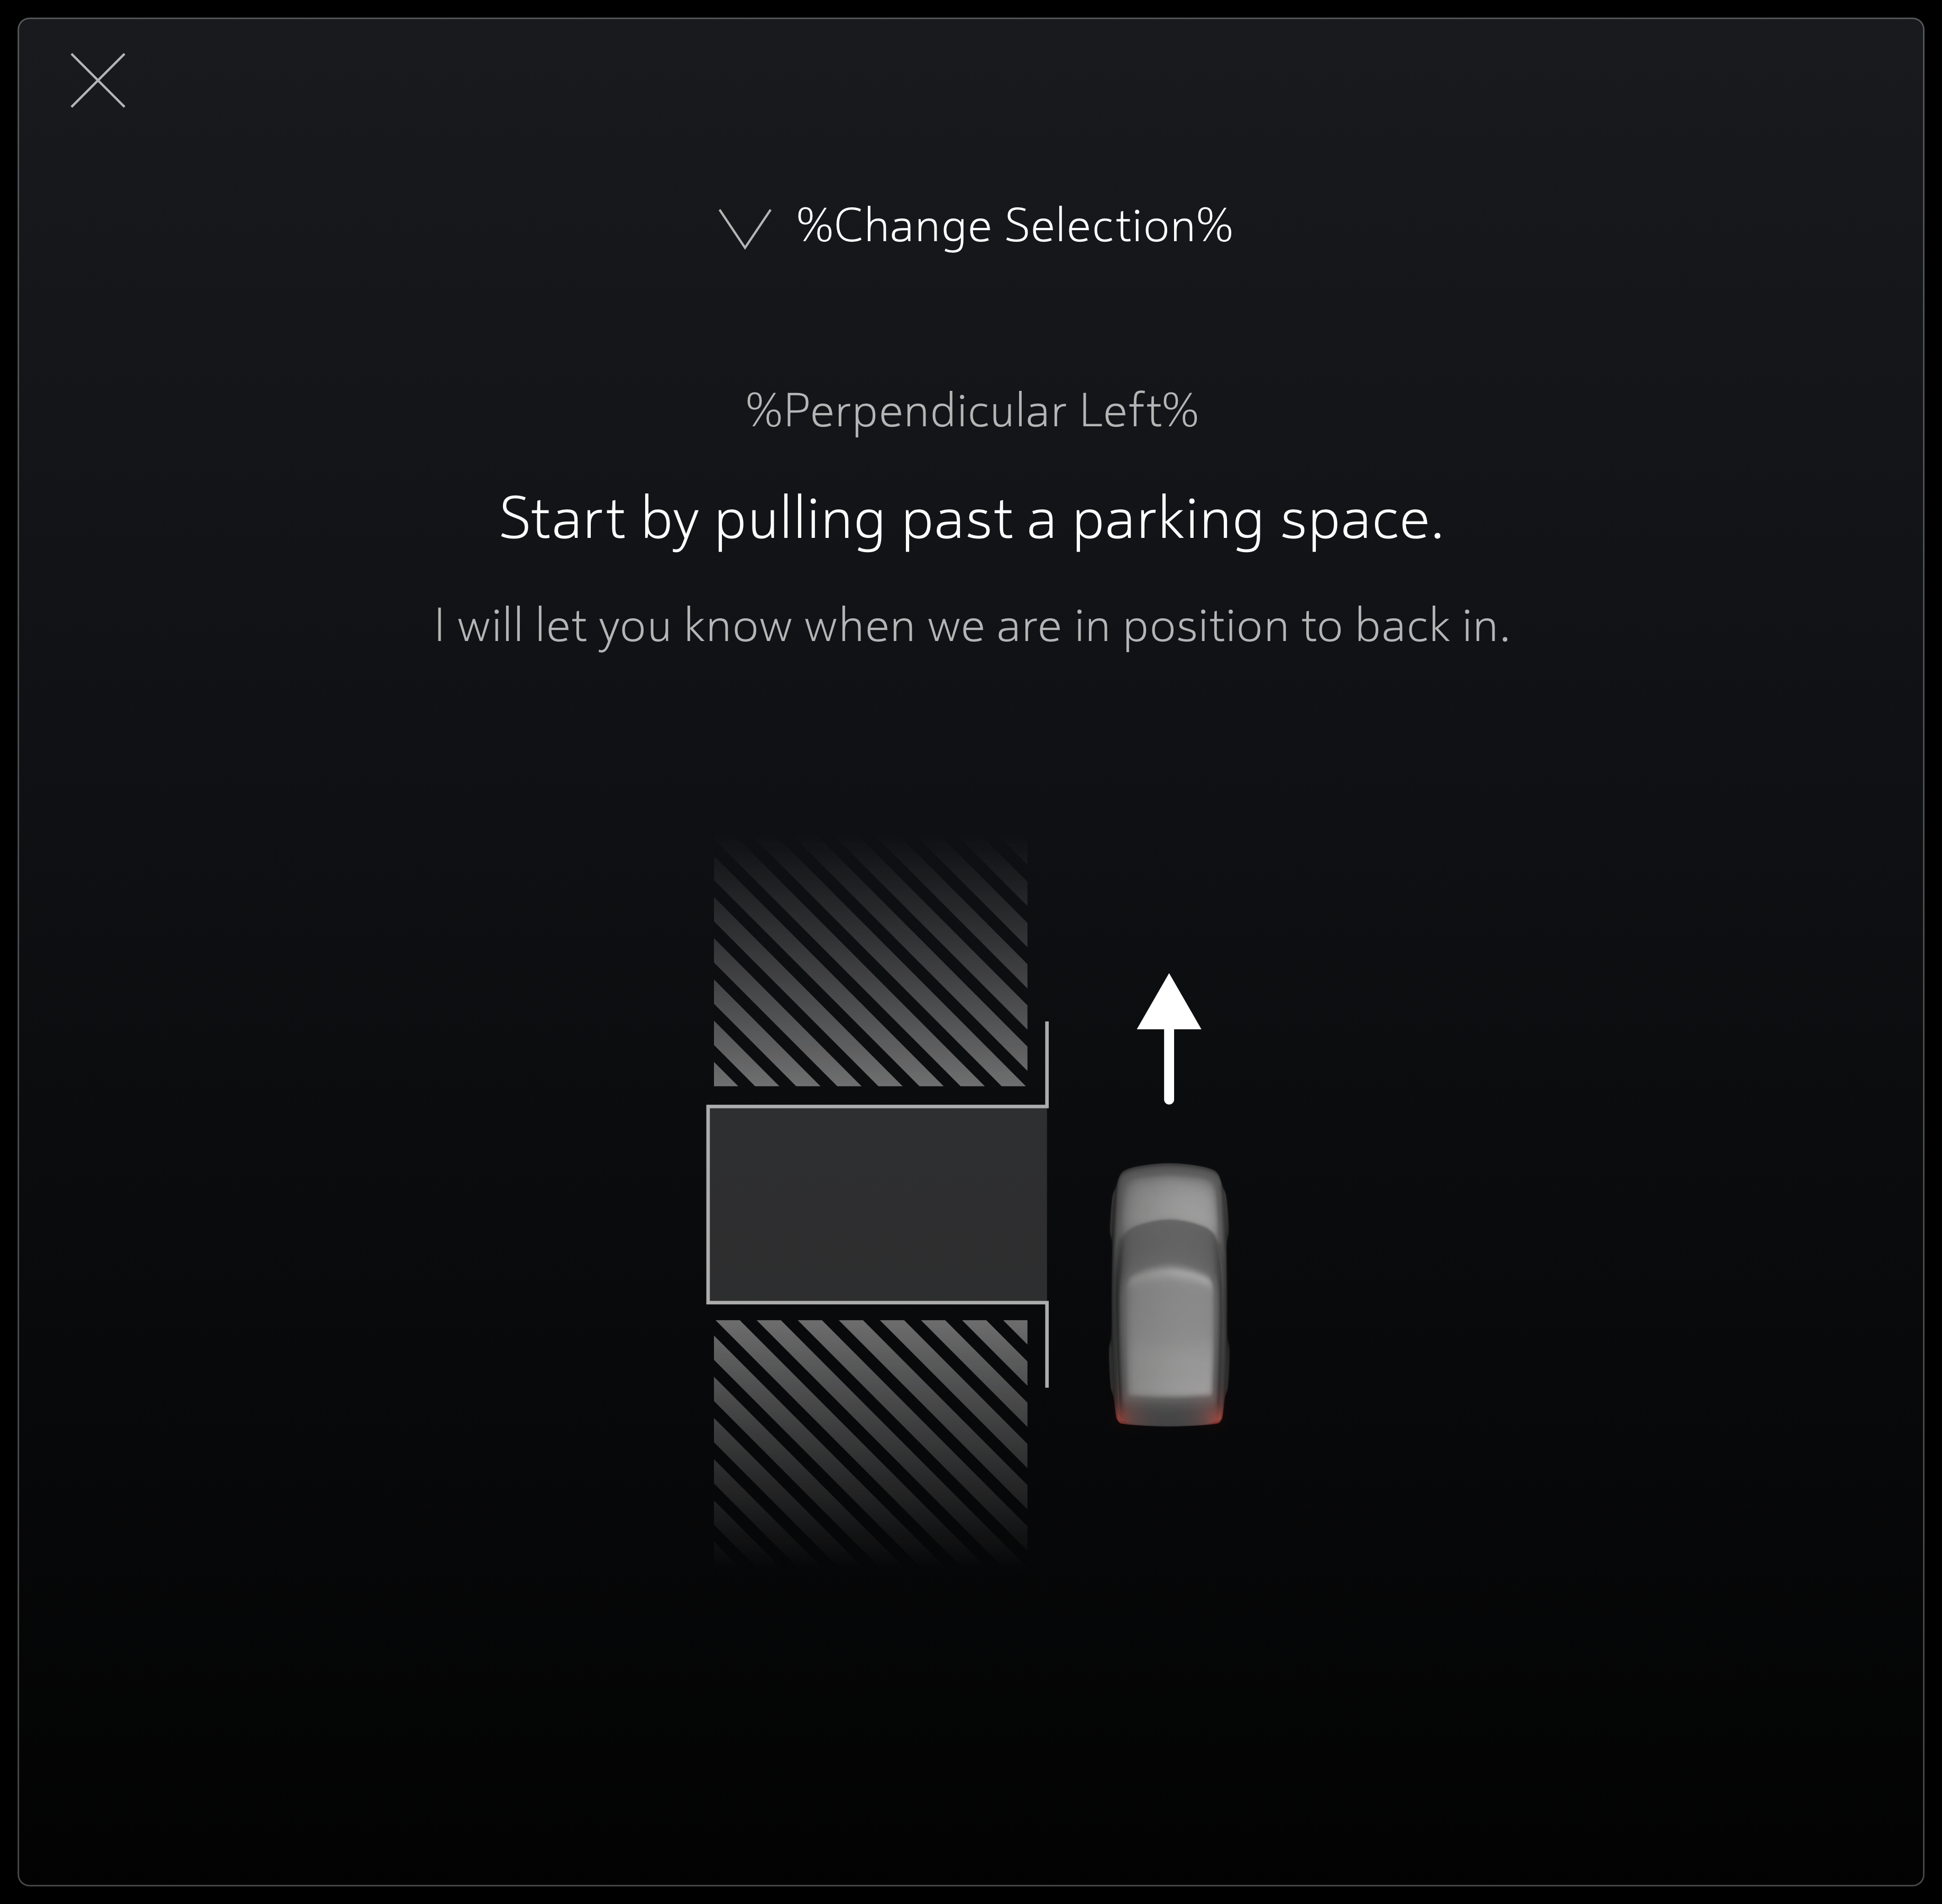 %Change Selection%
%Perpendicular Left%
Start by pulling past a parking space.
I will let you know when we are in position to back in.